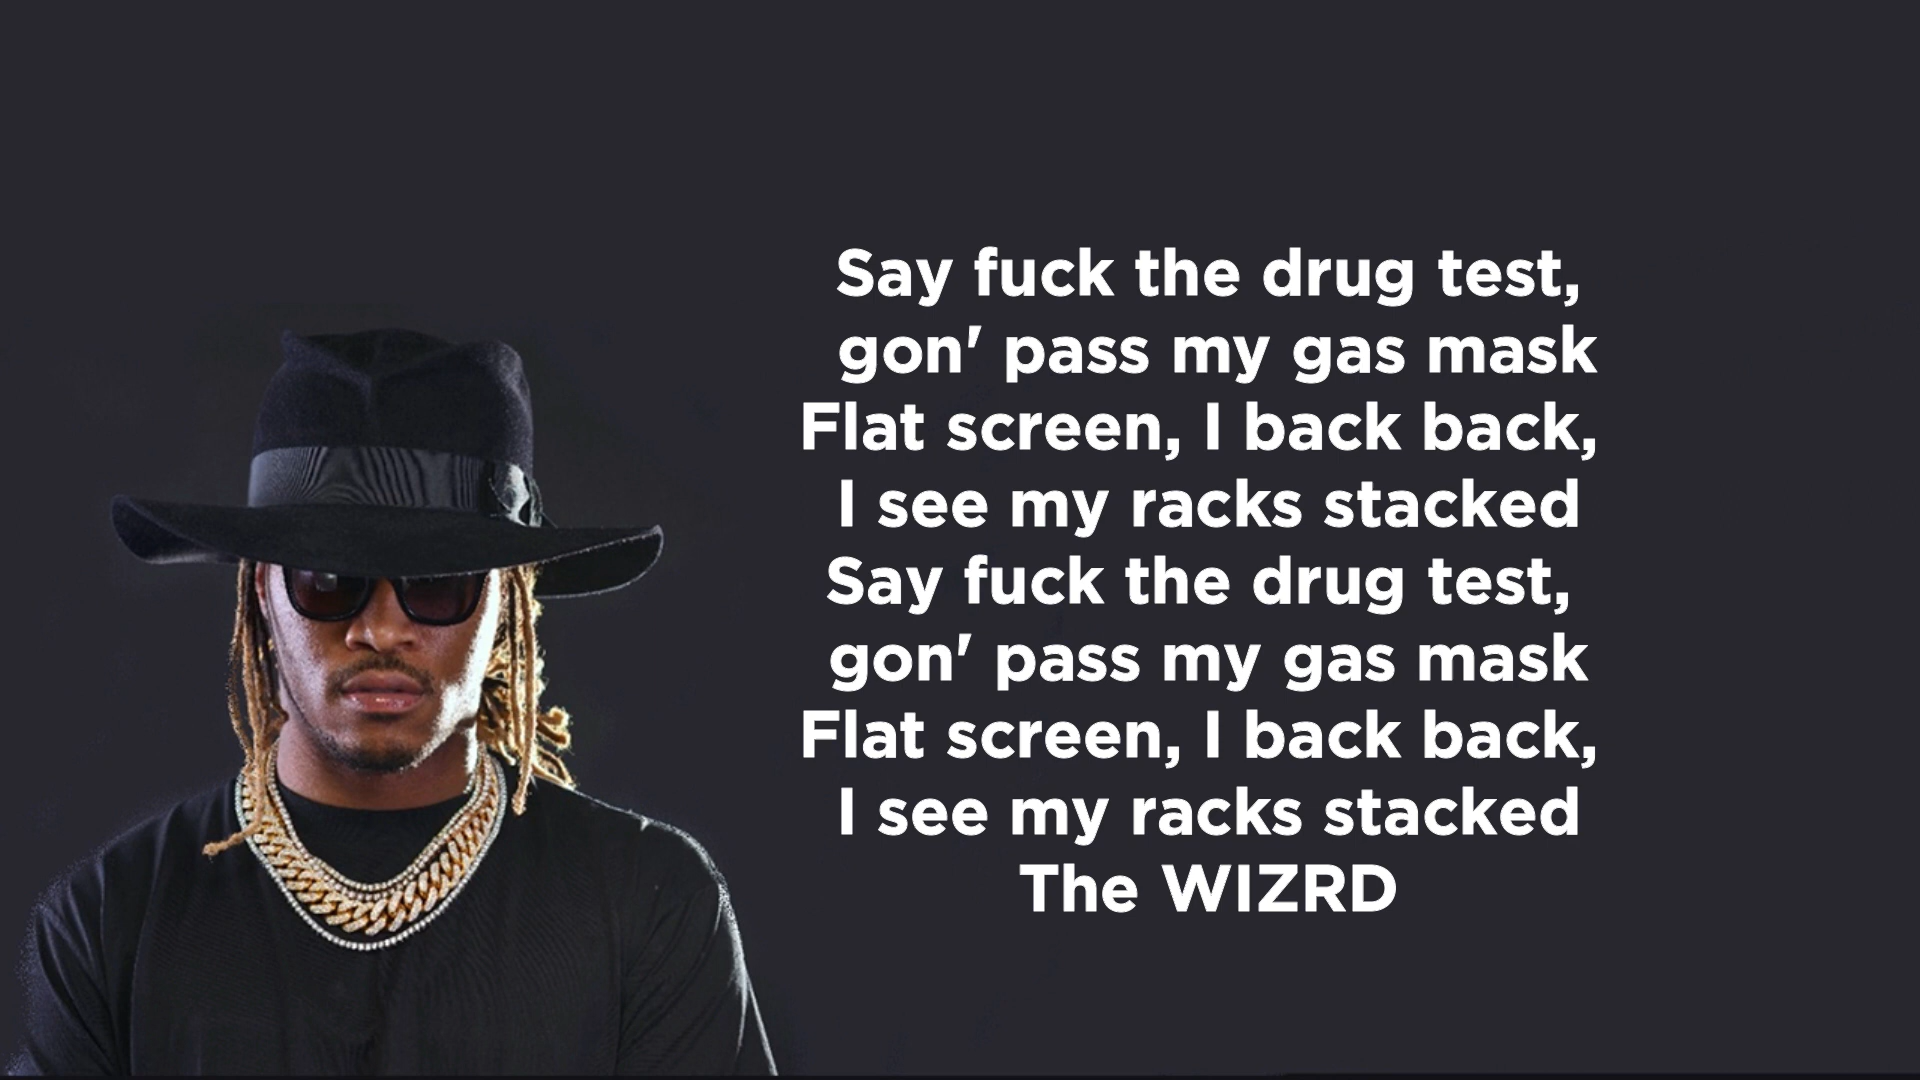 Say fuck the drug test,
gon' pass my gas mask
Flat screen, I back back,
I see my racks stacked
Say fuck the drug test,
gon' pass my gas mask
Flat screen, I back back,
I see my racks stacked
The WIZRD